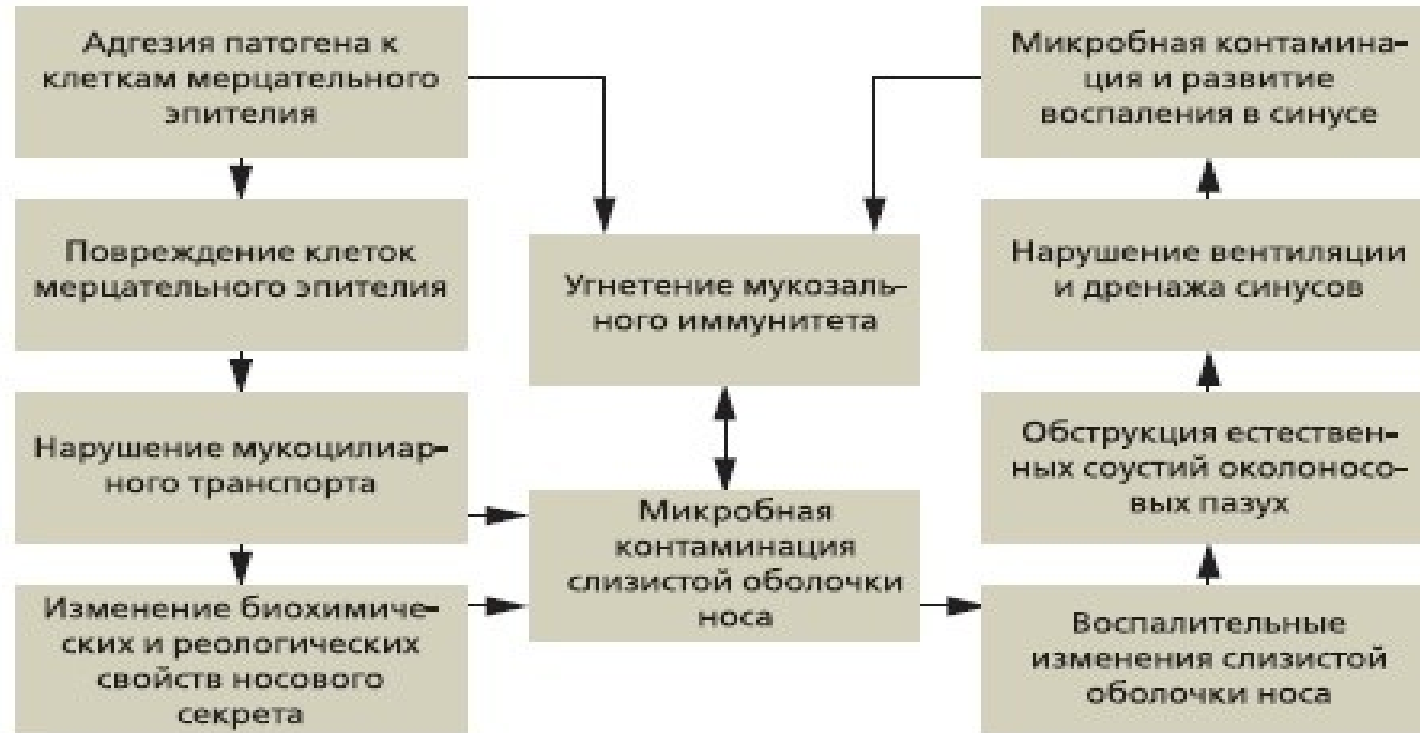 Адгезия патогена к
клеткам мерцательного
эпителия
Повреждение клеток
мерцательного эпителия
Нарушение мукоцилиар-
ного транспорта
Изменение биохимиче-
ских и реологических
свойств носового
секрета
Угнетение мукозаль-
ного иммунитета
Микробная
контаминация
слизистой оболочки
носа
Микробная контамина-
ция и развитие
воспаления в синусе
Нарушение вентиляции
и дренажа синусов
Обструкция естествен-
ных соустий околоносо-
вых пазух
Воспалительные
изменения слизистой
оболочки носа